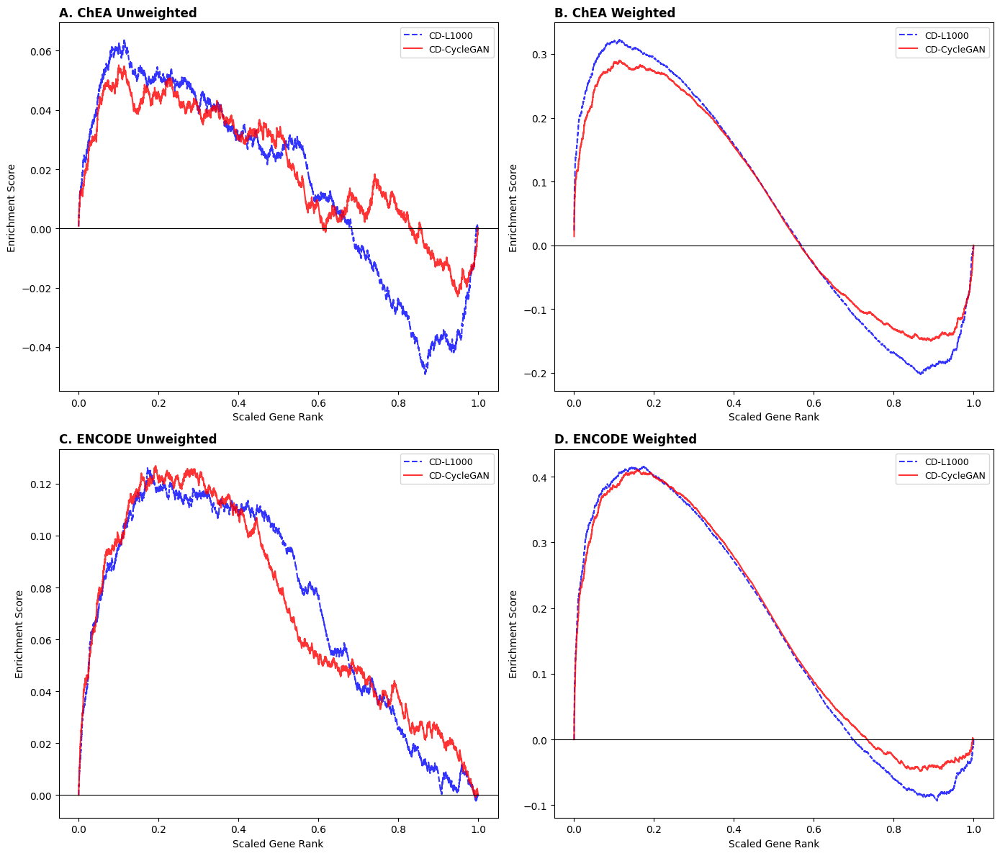 A. ChEA Unweighted
Enrichment Score
0.06
0.04
0.02
0.00
−0.02
−0.04
CD-L1000
CD-CycleGAN
0.0 0.2 0.4 0.6 0.8 1.0
Scaled Gene Rank
B. ChEA Weighted
Enrichment Score
0.3
0.2
0.1
0.0
−0.1
−0.2
CD-L1000
CD-CycleGAN
0.0 0.2 0.4 0.6 0.8 1.0
Scaled Gene Rank
C. ENCODE Unweighted
Enrichment Score
0.12
0.10
0.08
0.06
0.04
0.02
0.00
CD-L1000
CD-CycleGAN
0.0 0.2 0.4 0.6 0.8 1.0
Scaled Gene Rank
D. ENCODE Weighted
Enrichment Score
0.4
0.3
0.2
0.1
0.0
−0.1
CD-L1000
CD-CycleGAN
0.0 0.2 0.4 0.6 0.8 1.0
Scaled Gene Rank